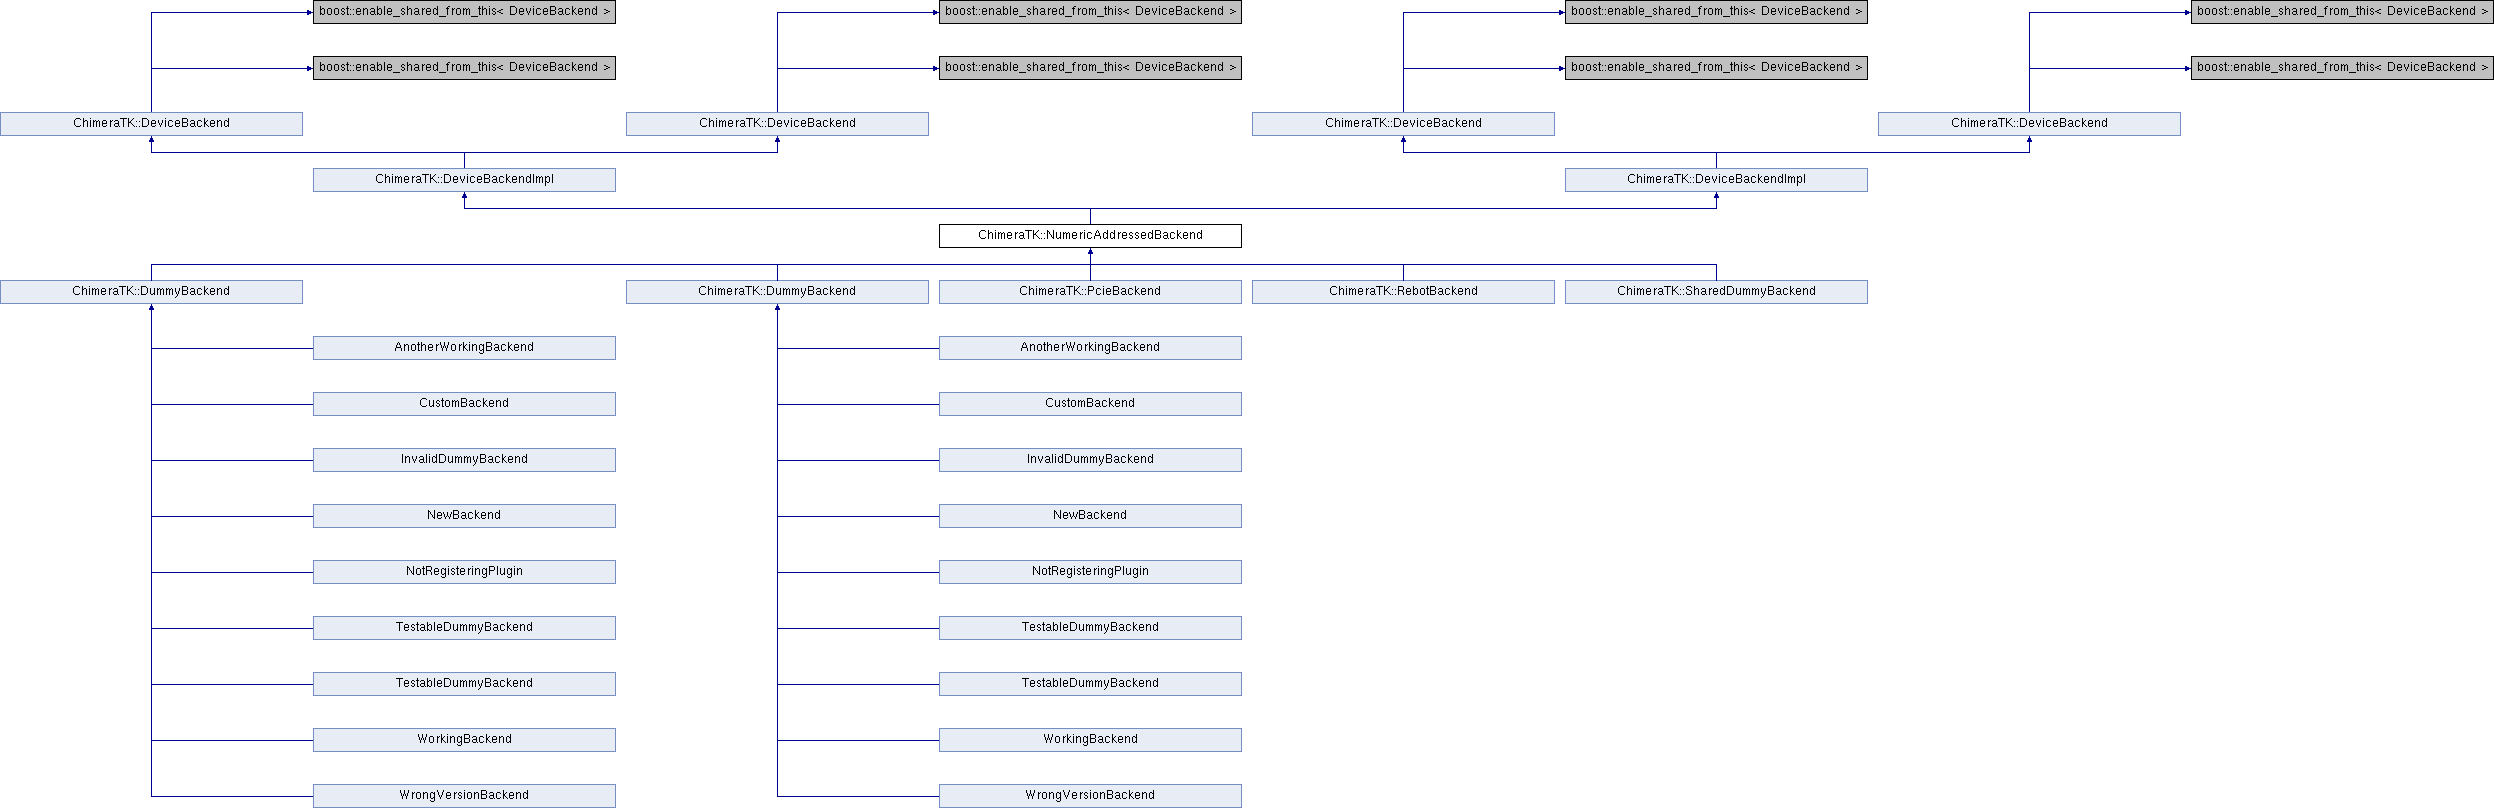 boost::enable_shared_from_this< DeviceBackend >
boost::enable_shared_from_this< DeviceBackend >
boost::enable_shared_from_this< DeviceBackend >
boost::enable_shared_from_this< DeviceBackend >
boost::enable_shared_from_this< DeviceBackend >
boost::enable_shared_from_this< DeviceBackend >
boost::enable_shared_from_this< DeviceBackend >
boost::enable_shared_from_this< DeviceBackend >
ChimeraTK::DeviceBackend
ChimeraTK::DeviceBackend
ChimeraTK::DeviceBackend
ChimeraTK::DeviceBackend
ChimeraTK::DeviceBackendImpl
ChimeraTK::DeviceBackendImpl
ChimeraTK::NumericAddressedBackend
ChimeraTK::DummyBackend
ChimeraTK::DummyBackend
ChimeraTK::PcieBackend
ChimeraTK::RebotBackend
ChimeraTK::SharedDummyBackend
AnotherWorkingBackend
AnotherWorkingBackend
CustomBackend
CustomBackend
InvalidDummyBackend
InvalidDummyBackend
NewBackend
NewBackend
NotRegisteringPlugin
NotRegisteringPlugin
TestableDummyBackend
TestableDummyBackend
TestableDummyBackend
TestableDummyBackend
WorkingBackend
WorkingBackend
WrongVersionBackend
WrongVersionBackend